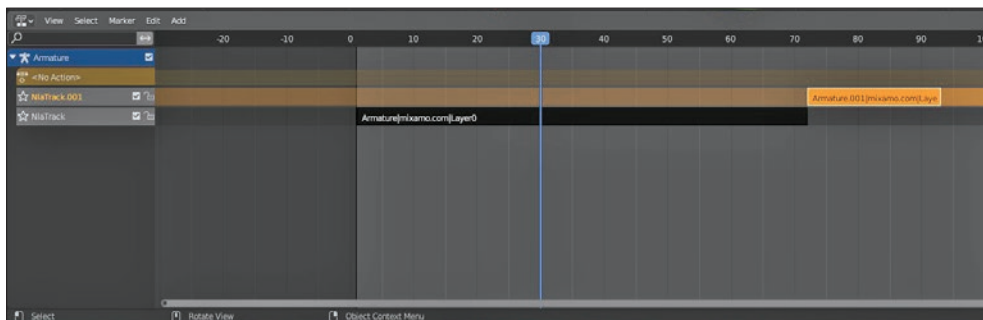 View Select Marker Edit Add
-20 -10 0 10 20 30 40 50 60 70 80 90
Armature
<No Action>
NlaTrack.001
Armature.001|mixamo.com|Laye
NlaTrack
Armature|mixamo.com|Layer0
Select Rotate View Object Context Menu